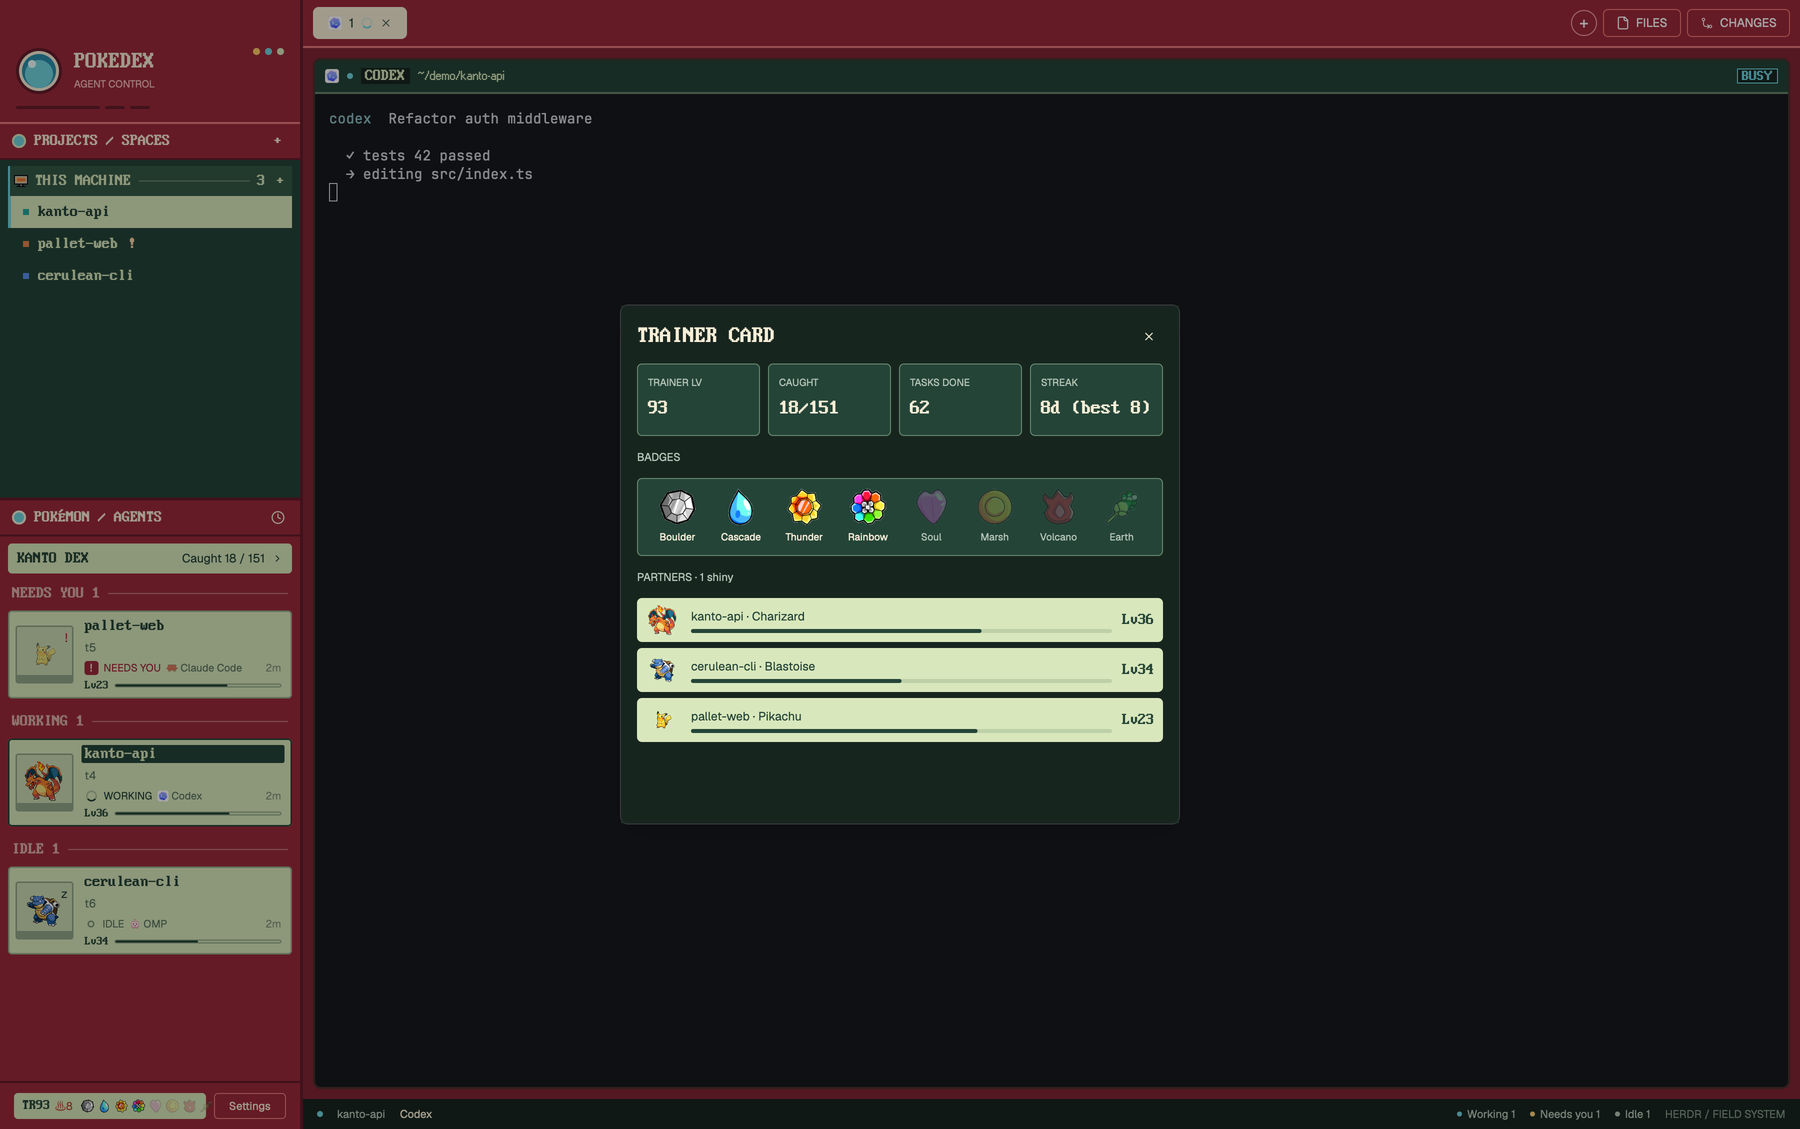 POKEDEX
AGENT CONTROL
PROJECTS / SPACES +
THIS MACHINE 3 +
kanto-api
pallet-web !
cerulean-cli
POKÉMON / AGENTS
KANTO DEX Caught 18 / 151 >
NEEDS YOU 1
pallet-web
!
t5
! NEEDS YOU Claude Code 2m
Lv23
WORKING 1
kanto-api
t4
WORKING Codex 2m
Lv36
IDLE 1
cerulean-cli
z
t6
IDLE OMP 2m
Lv34
TR93 8
Settings
1 ×
+ FILES CHANGES
CODEX ~/demo/kanto-api BUSY
codex Refactor auth middleware
✓ tests 42 passed
→ editing src/index.ts
TRAINER CARD ×
TRAINER LV
93
CAUGHT
18/151
TASKS DONE
62
STREAK
8d (best 8)
BADGES
Boulder Cascade Thunder Rainbow Soul Marsh Volcano Earth
PARTNERS · 1 shiny
kanto-api · Charizard Lv36
cerulean-cli · Blastoise Lv34
pallet-web · Pikachu Lv23
kanto-api Codex
Working 1 Needs you 1 Idle 1 HERDR / FIELD SYSTEM